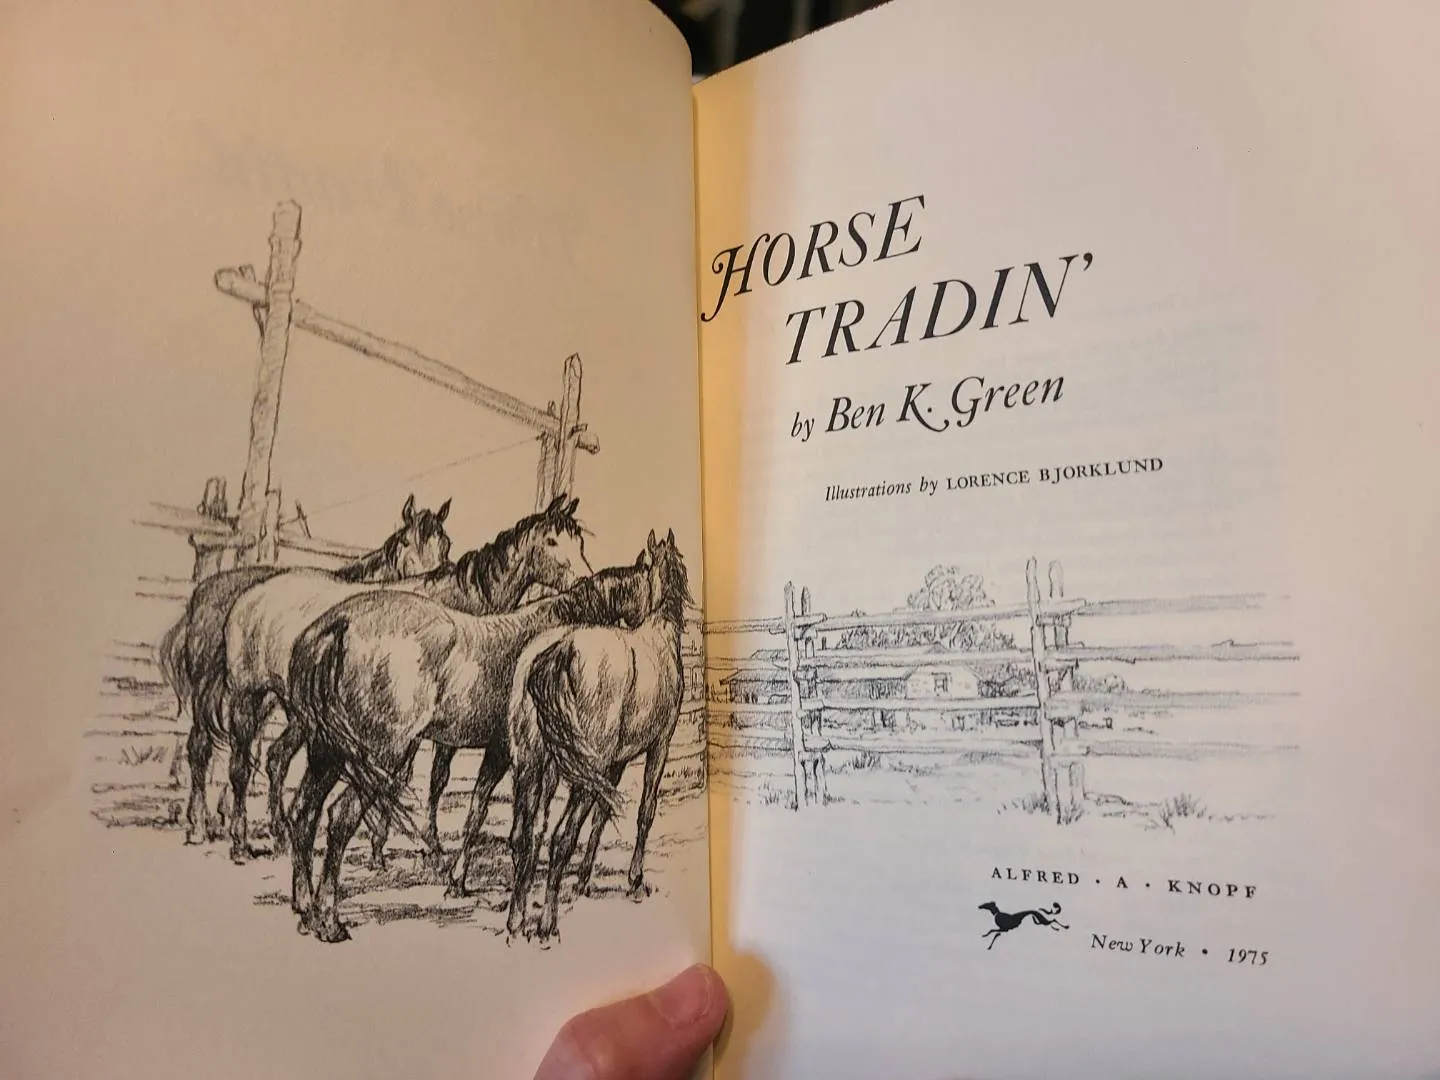 HORSE
TRADIN’
by Ben K. Green
Illustrations by LORENCE BJORKLUND
ALFRED · A · KNOPF
New York · 1975